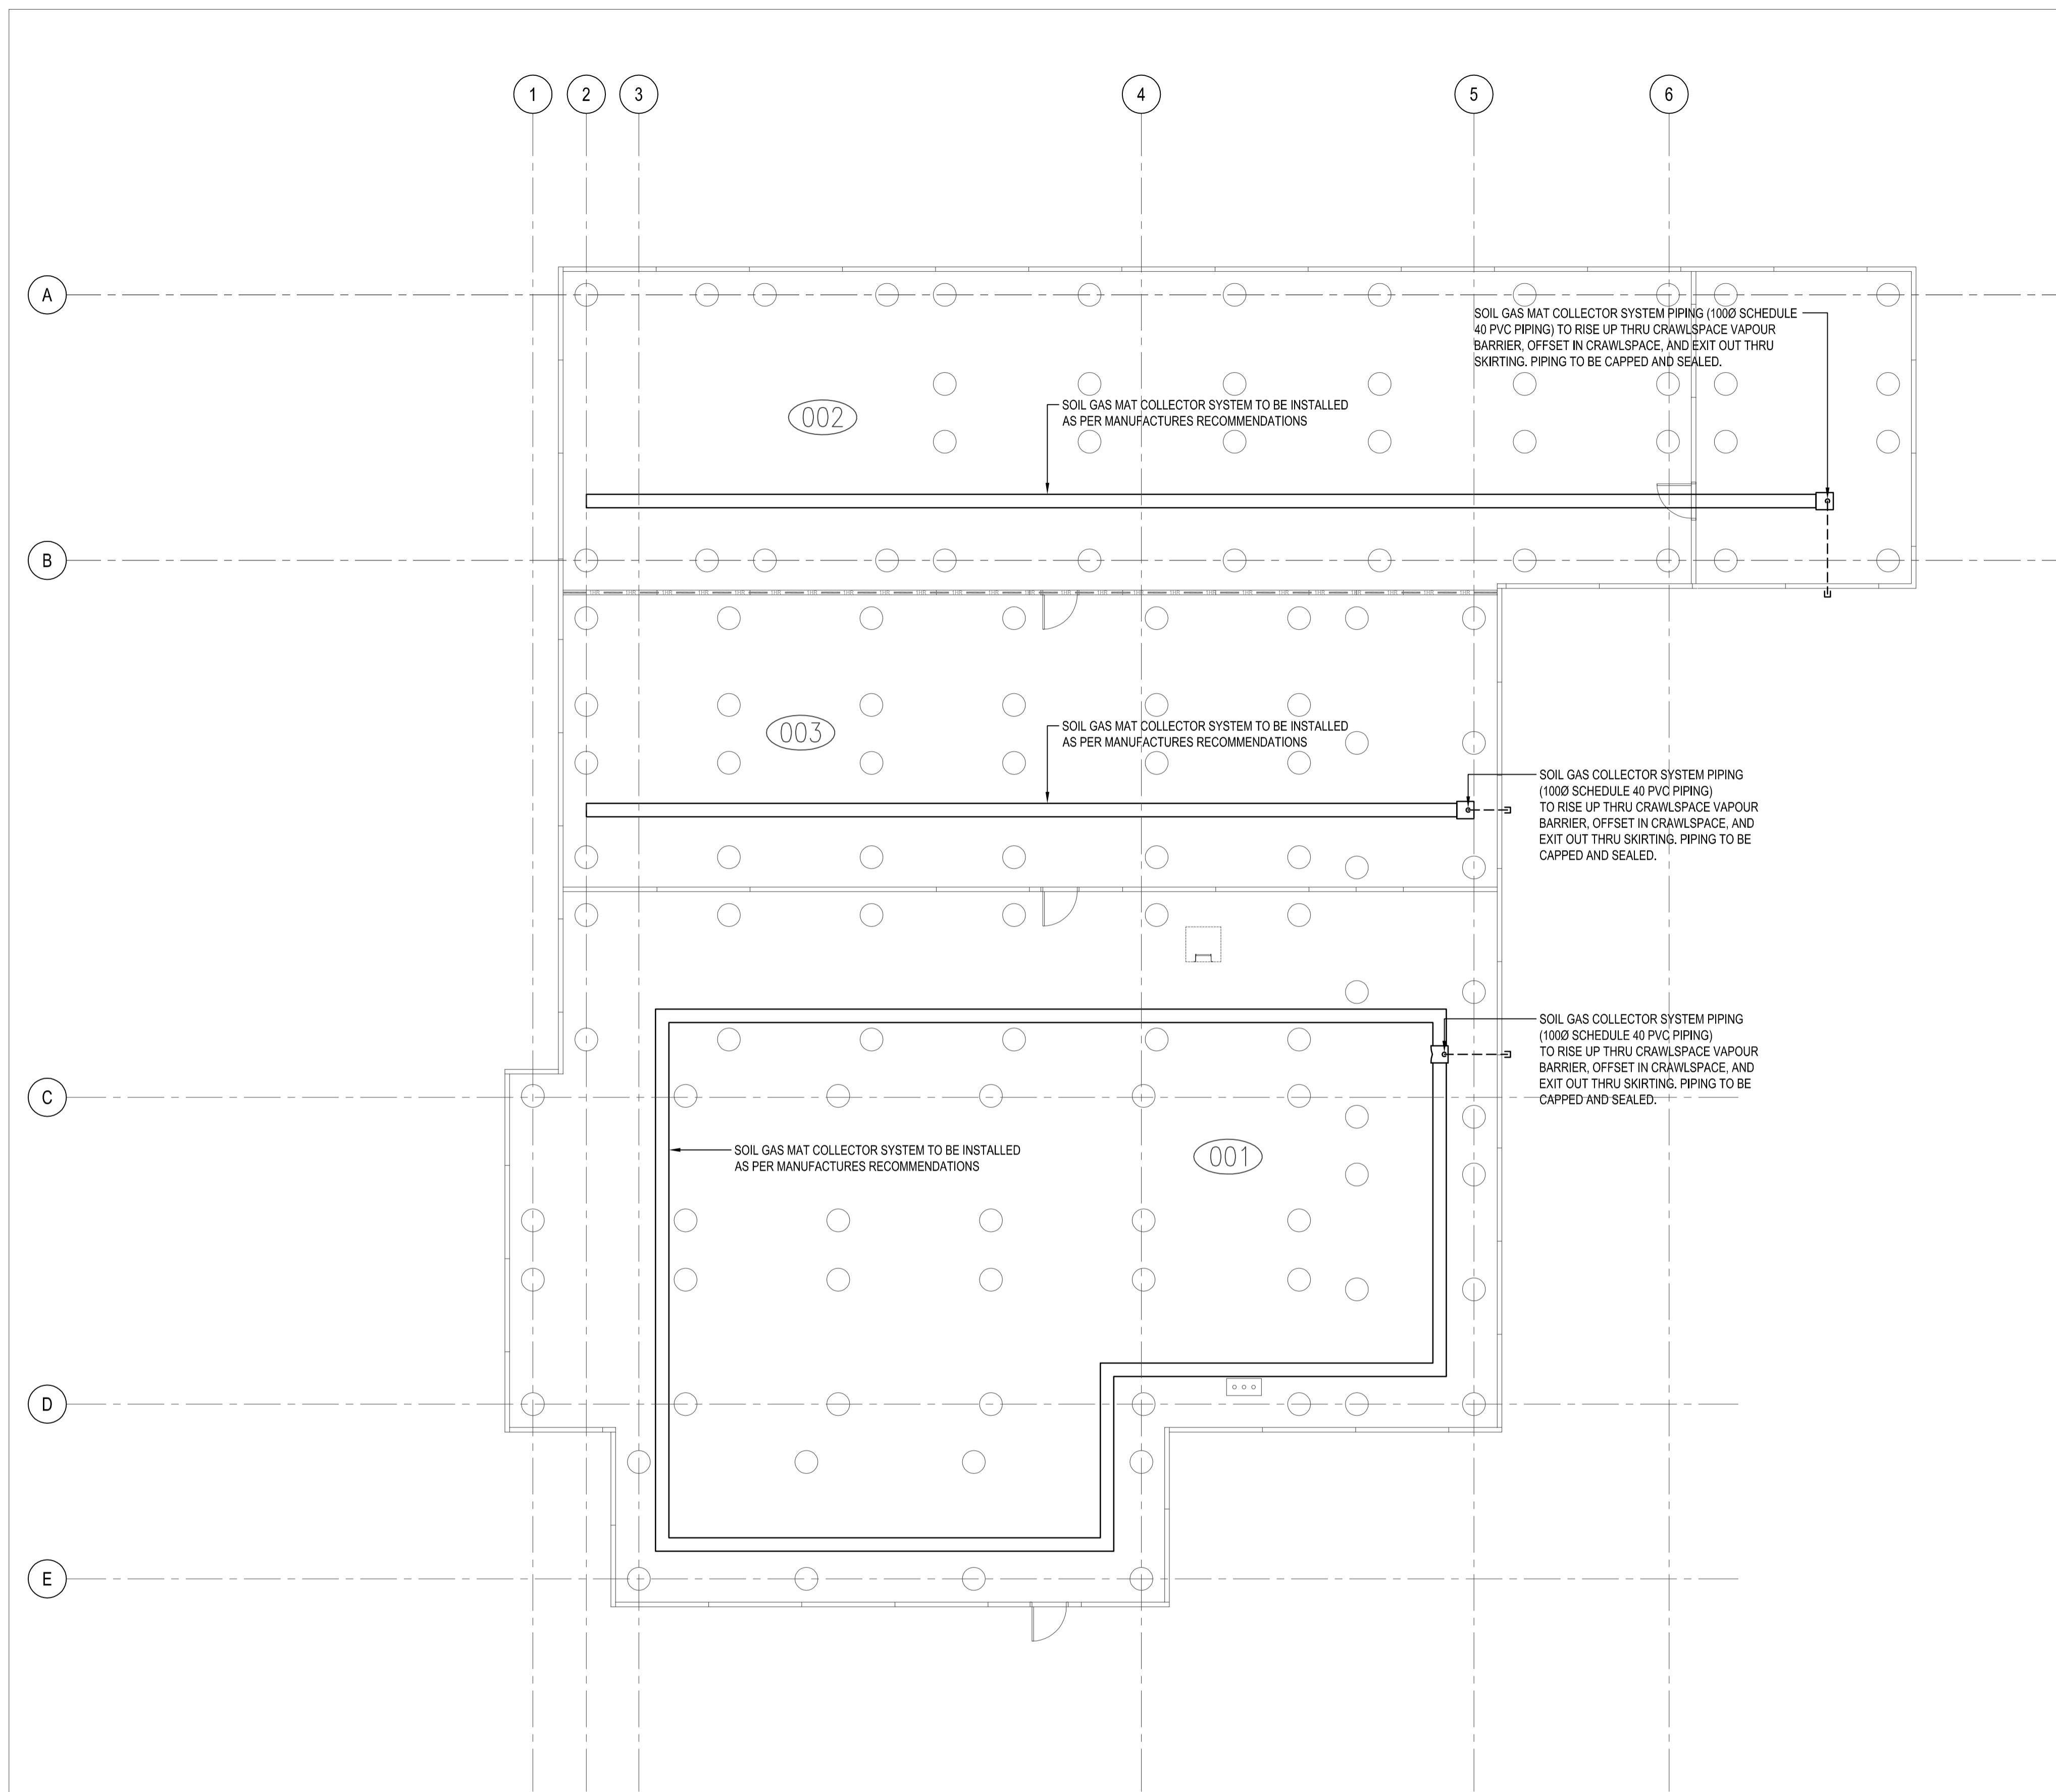 1 2 3 4 5 6
A
SOIL GAS MAT COLLECTOR SYSTEM PIPING (100Ø SCHEDULE
40 PVC PIPING) TO RISE UP THRU CRAWLSPACE VAPOUR
BARRIER, OFFSET IN CRAWLSPACE, AND EXIT OUT THRU
SKIRTING. PIPING TO BE CAPPED AND SEALED.
002
SOIL GAS MAT COLLECTOR SYSTEM TO BE INSTALLED
AS PER MANUFACTURES RECOMMENDATIONS
B
003
SOIL GAS MAT COLLECTOR SYSTEM TO BE INSTALLED
AS PER MANUFACTURES RECOMMENDATIONS
SOIL GAS COLLECTOR SYSTEM PIPING
(100Ø SCHEDULE 40 PVC PIPING)
TO RISE UP THRU CRAWLSPACE VAPOUR
BARRIER, OFFSET IN CRAWLSPACE, AND
EXIT OUT THRU SKIRTING. PIPING TO BE
CAPPED AND SEALED.
SOIL GAS COLLECTOR SYSTEM PIPING
(100Ø SCHEDULE 40 PVC PIPING)
TO RISE UP THRU CRAWLSPACE VAPOUR
BARRIER, OFFSET IN CRAWLSPACE, AND
EXIT OUT THRU SKIRTING. PIPING TO BE
CAPPED AND SEALED.
C
SOIL GAS MAT COLLECTOR SYSTEM TO BE INSTALLED
AS PER MANUFACTURES RECOMMENDATIONS
001
D
E